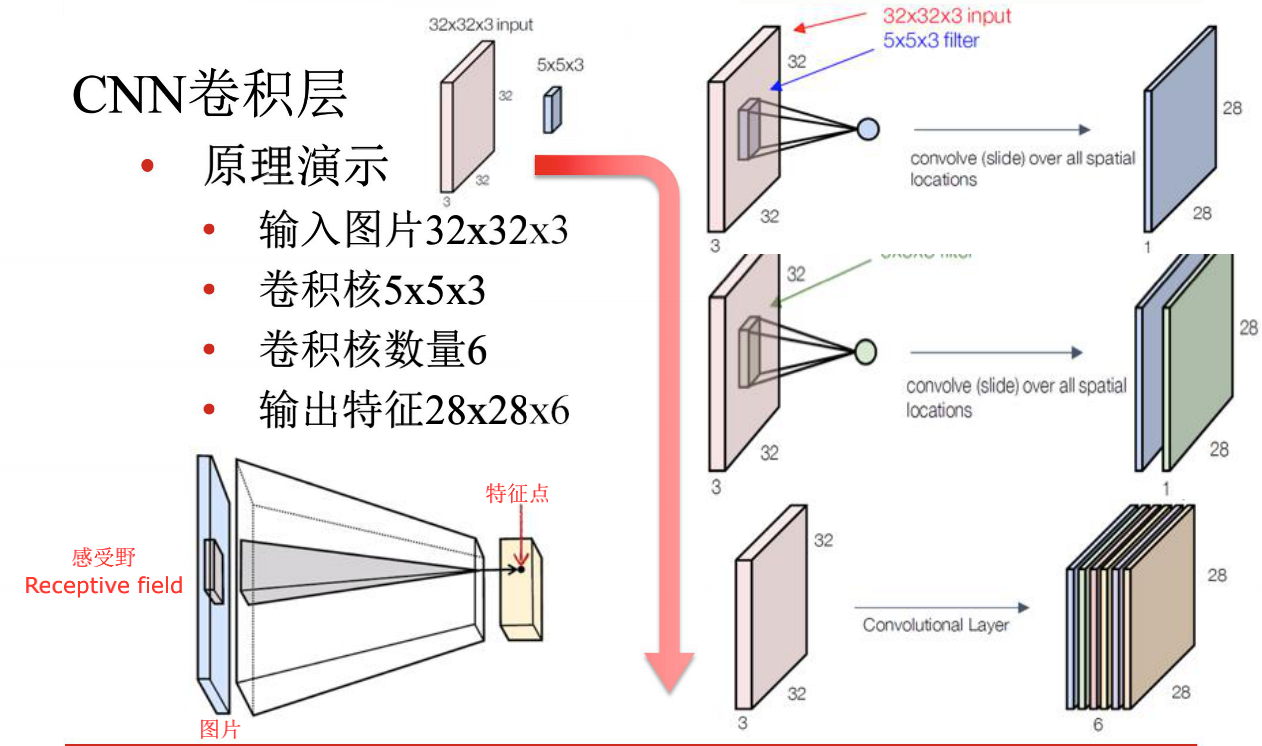 CNN卷积层
• 原理演示
• 输入图片32x32x3
• 卷积核5x5x3
• 卷积核数量6
• 输出特征28x28x6
32x32x3 input
5x5x3
32
32
3
32x32x3 input
5x5x3 filter
32
32
3
convolve (slide) over all spatial
locations
28
28
1
32
32
3
convolve (slide) over all spatial
locations
28
28
1
32
32
3
Convolutional Layer
28
28
6
特征点
感受野
Receptive field
图片